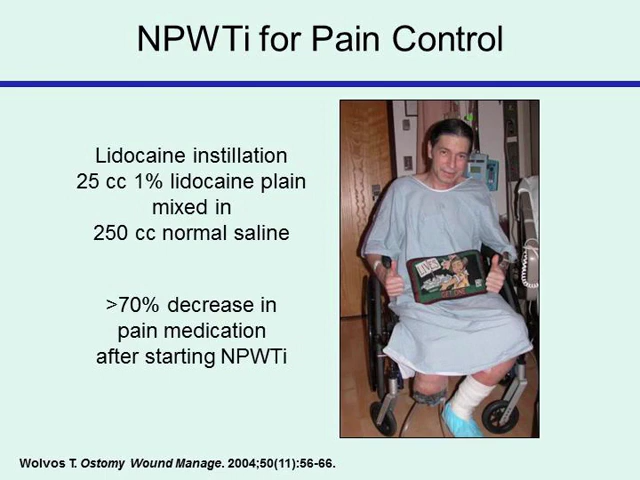 NPWTi for Pain Control
Lidocaine instillation
25 cc 1% lidocaine plain
mixed in
250 cc normal saline
>70% decrease in
pain medication
after starting NPWTi
Wolvos T. Ostomy Wound Manage. 2004;50(11):56-66.